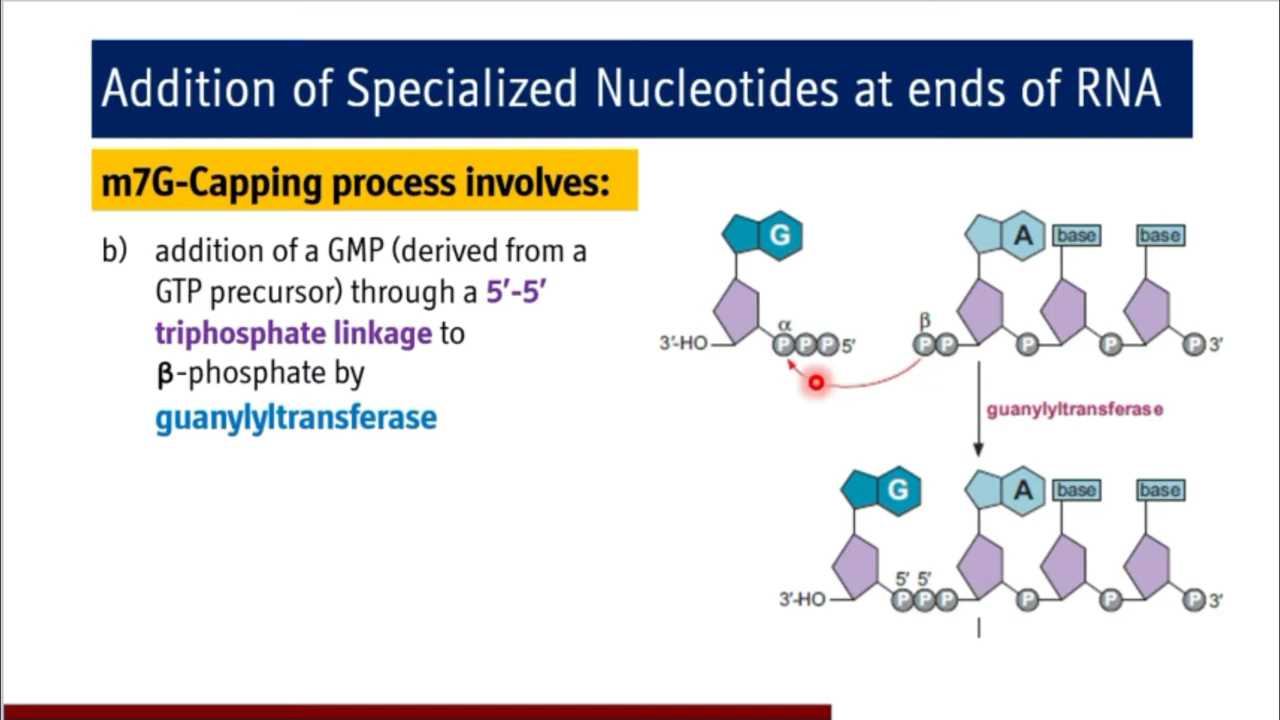 Addition of Specialized Nucleotides at ends of RNA
m7G-Capping process involves:
b) addition of a GMP (derived from a
GTP precursor) through a 5′-5′
triphosphate linkage to
β-phosphate by
guanylyltransferase
G
A base base
α
β
3′-HO P P P 5′
P P P P P 3′
guanylyltransferase
G A base base
5′ 5′
3′-HO P P P P P P 3′